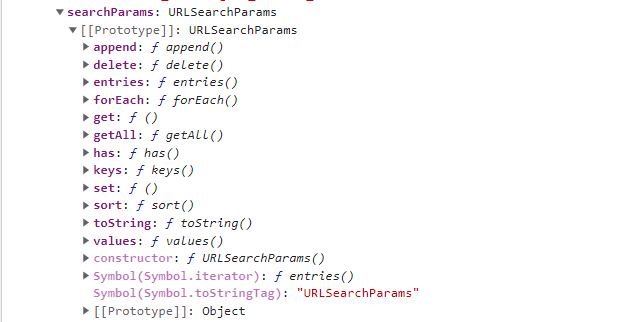 searchParams: URLSearchParams
[[Prototype]]: URLSearchParams
append: ƒ append()
delete: ƒ delete()
entries: ƒ entries()
forEach: ƒ forEach()
get: ƒ ()
getAll: ƒ getAll()
has: ƒ has()
keys: ƒ keys()
set: ƒ ()
sort: ƒ sort()
toString: ƒ toString()
values: ƒ values()
constructor: ƒ URLSearchParams()
Symbol(Symbol.iterator): ƒ entries()
Symbol(Symbol.toStringTag): "URLSearchParams"
[[Prototype]]: Object